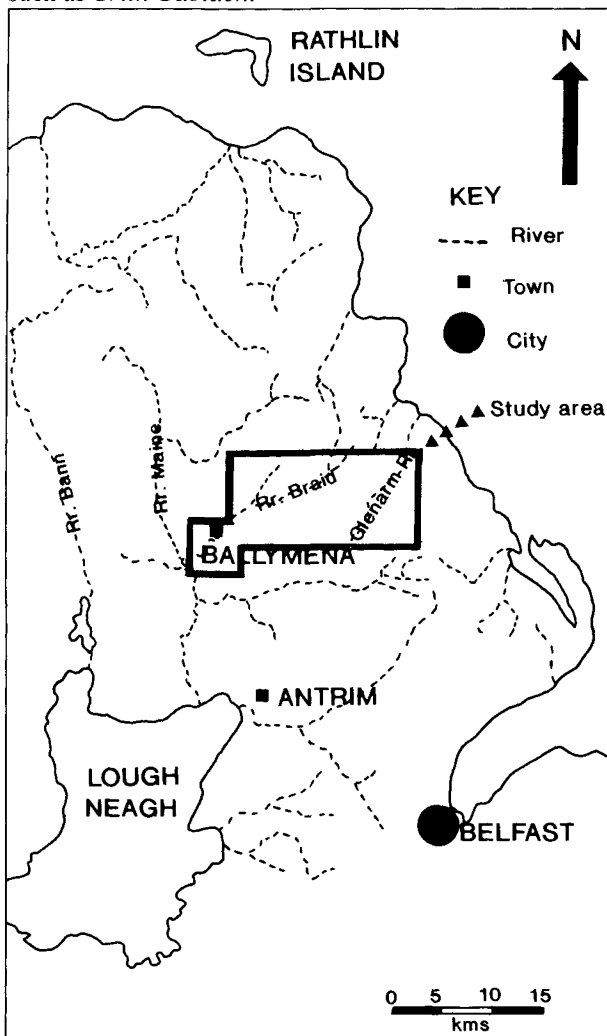 RATHLIN
ISLAND
N
KEY
River
Town
City
Study area
Rr. Bann
Rr. Maine
Rr. Braid
Glenarm R.
BALLYMENA
ANTRIM
LOUGH
NEAGH
BELFAST
0 5 10 15
kms